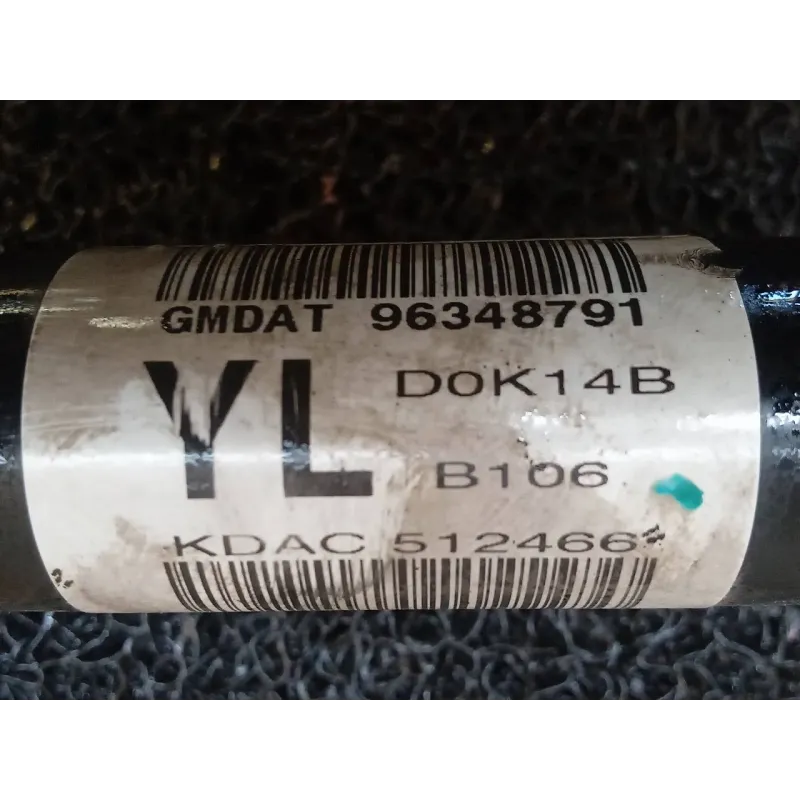 GMDAT 96348791
YL
D0K14B
B106
KDAC 512466